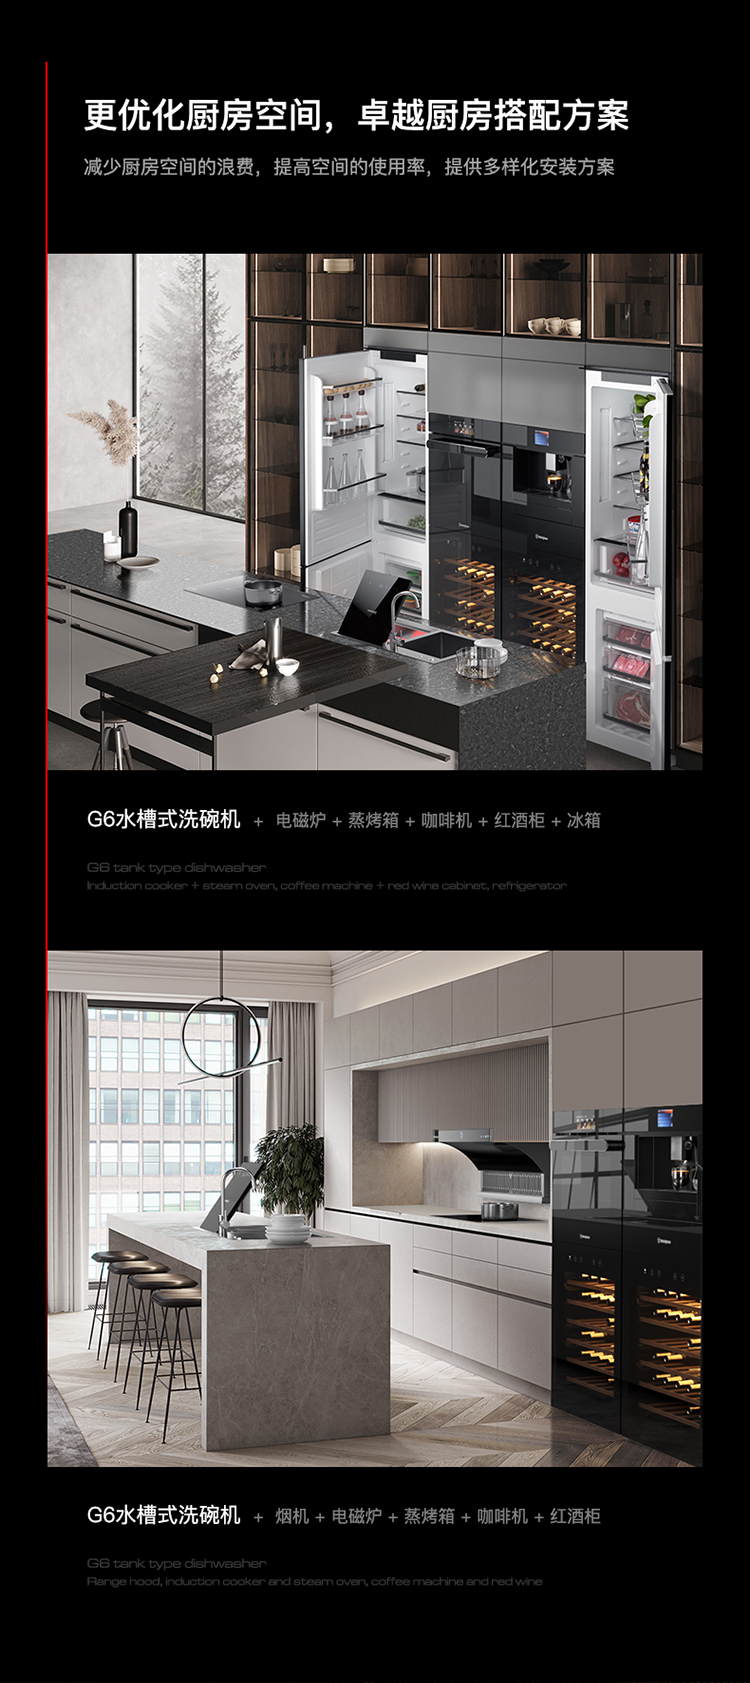 更优化厨房空间，卓越厨房搭配方案
减少厨房空间的浪费，提高空间的使用率，提供多样化安装方案
G6水槽式洗碗机 + 电磁炉 + 蒸烤箱 + 咖啡机 + 红酒柜 + 冰箱
G6 tank type dishwasher
Induction cooker + steam oven, coffee machine + red wine cabinet, refrigerator
G6水槽式洗碗机 + 烟机 + 电磁炉 + 蒸烤箱 + 咖啡机 + 红酒柜
G6 tank type dishwasher
Range hood, induction cooker and steam oven, coffee machine and red wine